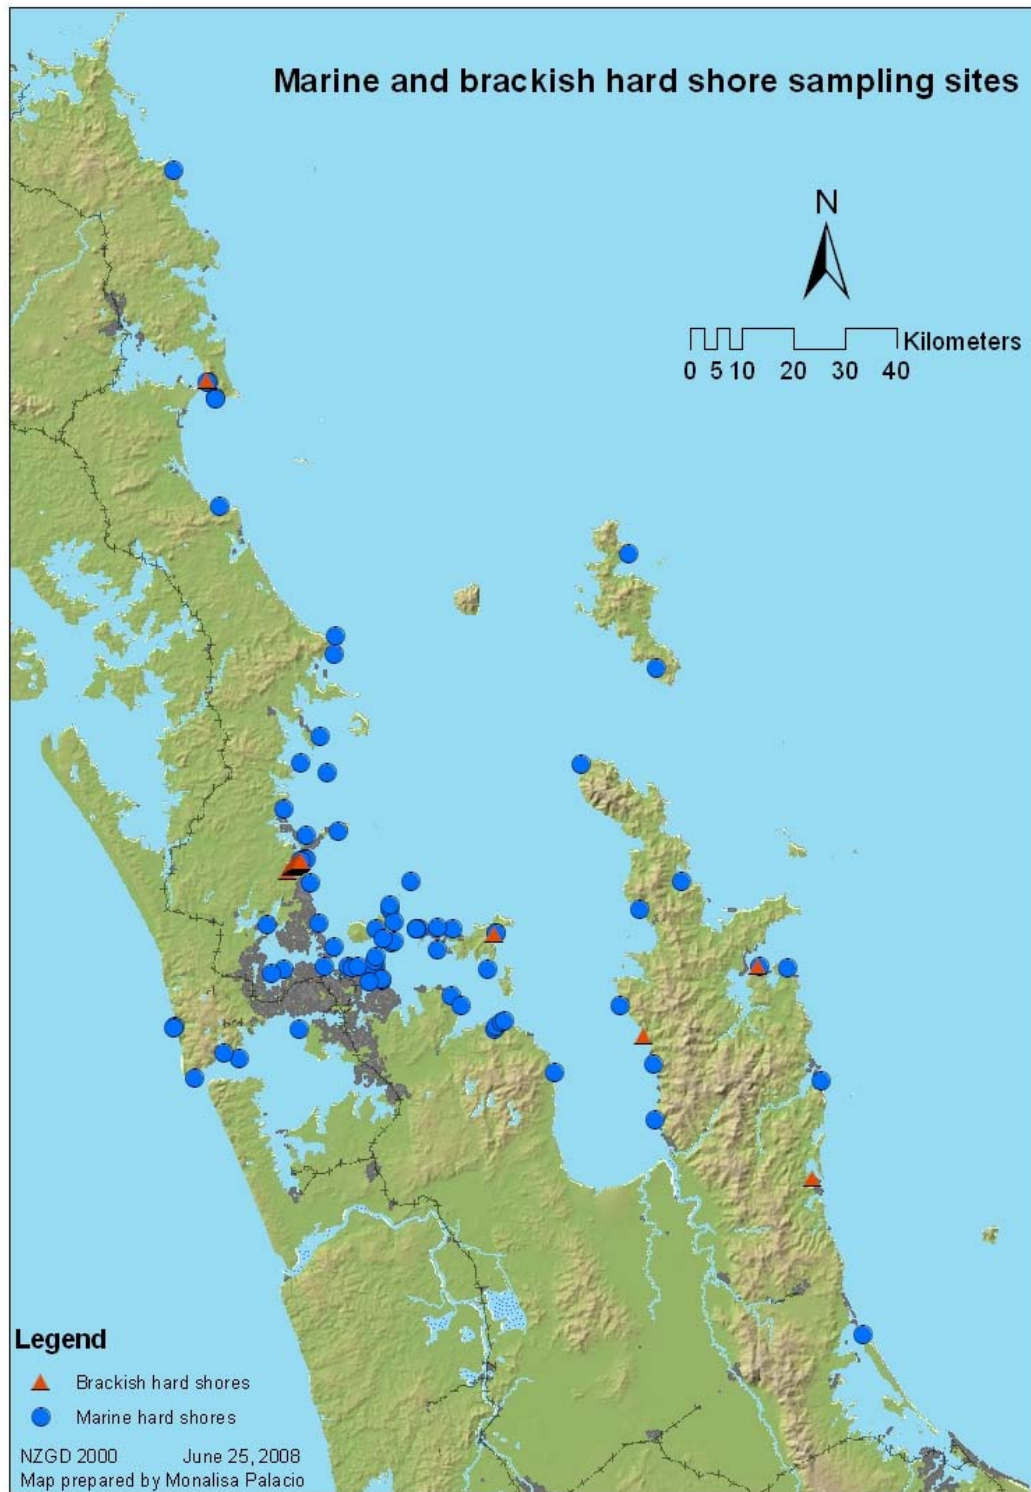 Marine and brackish hard shore sampling sites
N
Kilometers
0 5 10 20 30 40
Legend
Brackish hard shores
Marine hard shores
NZGD 2000 June 25, 2008
Map prepared by Monalisa Palacio